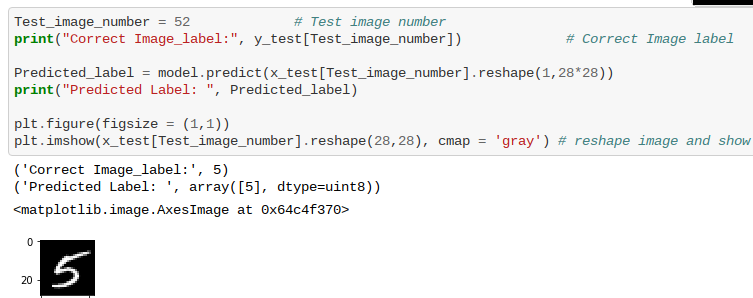 Test_image_number = 52 # Test image number
print("Correct Image_label:", y_test[Test_image_number]) # Correct Image label
Predicted_label = model.predict(x_test[Test_image_number].reshape(1,28*28))
print("Predicted Label: ", Predicted_label)
plt.figure(figsize = (1,1))
plt.imshow(x_test[Test_image_number].reshape(28,28), cmap = 'gray') # reshape image and show
('Correct Image_label:', 5)
('Predicted Label: ', array([5], dtype=uint8))
<matplotlib.image.AxesImage at 0x64c4f370>
0
5
20